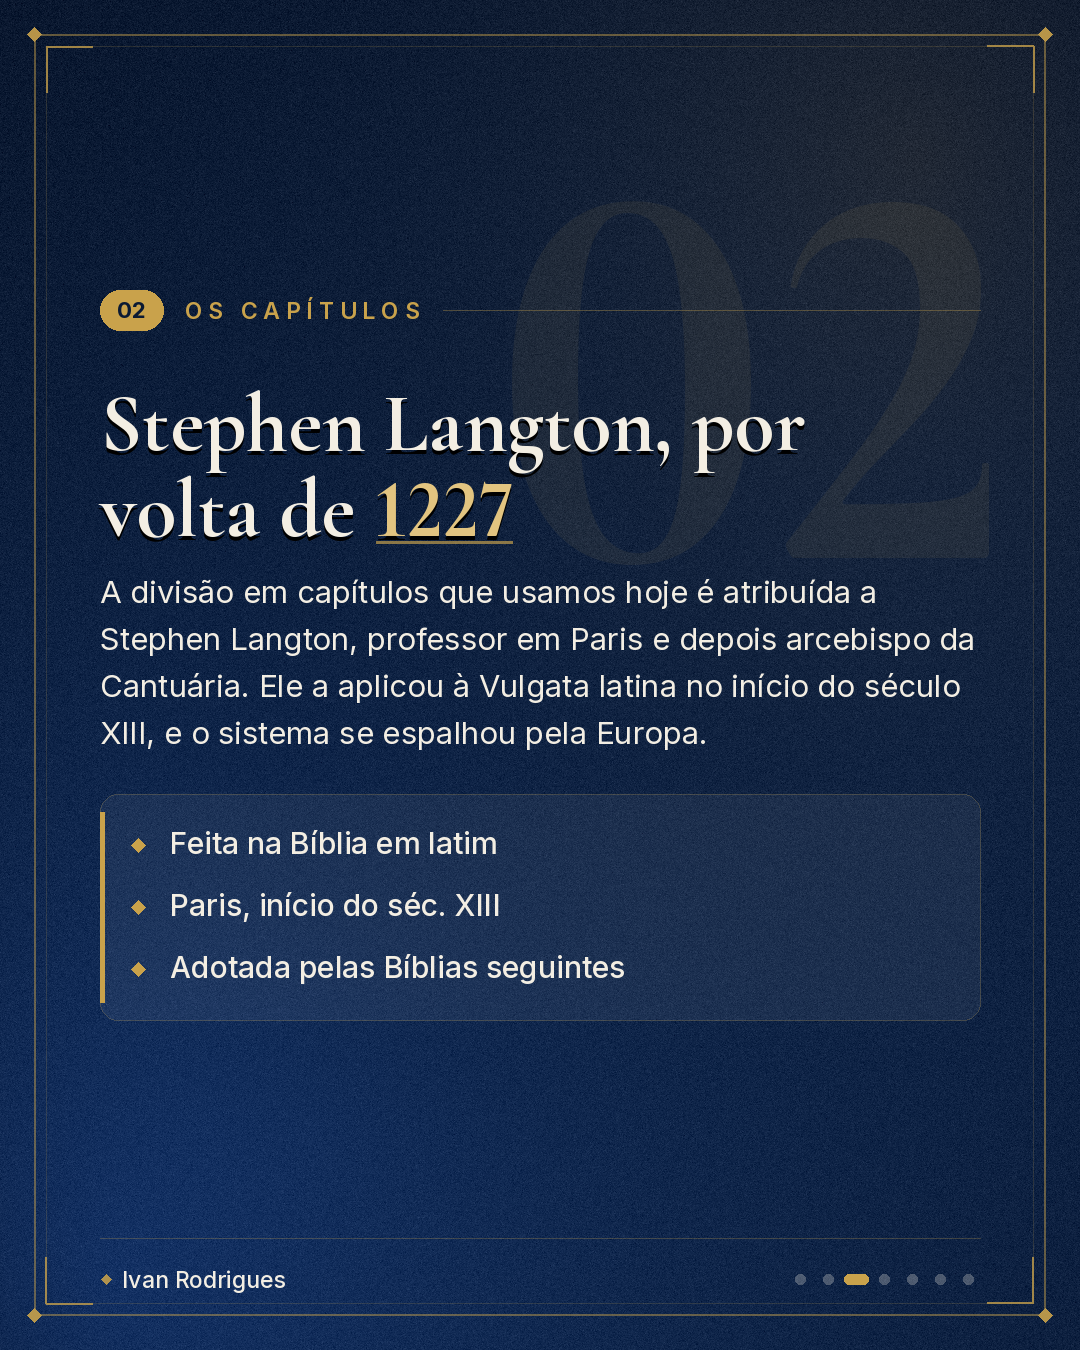 02
02 OS CAPÍTULOS
Stephen Langton, por
volta de 1227
A divisão em capítulos que usamos hoje é atribuída a
Stephen Langton, professor em Paris e depois arcebispo da
Cantuária. Ele a aplicou à Vulgata latina no início do século
XIII, e o sistema se espalhou pela Europa.
Feita na Bíblia em latim
Paris, início do séc. XIII
Adotada pelas Bíblias seguintes
Ivan Rodrigues